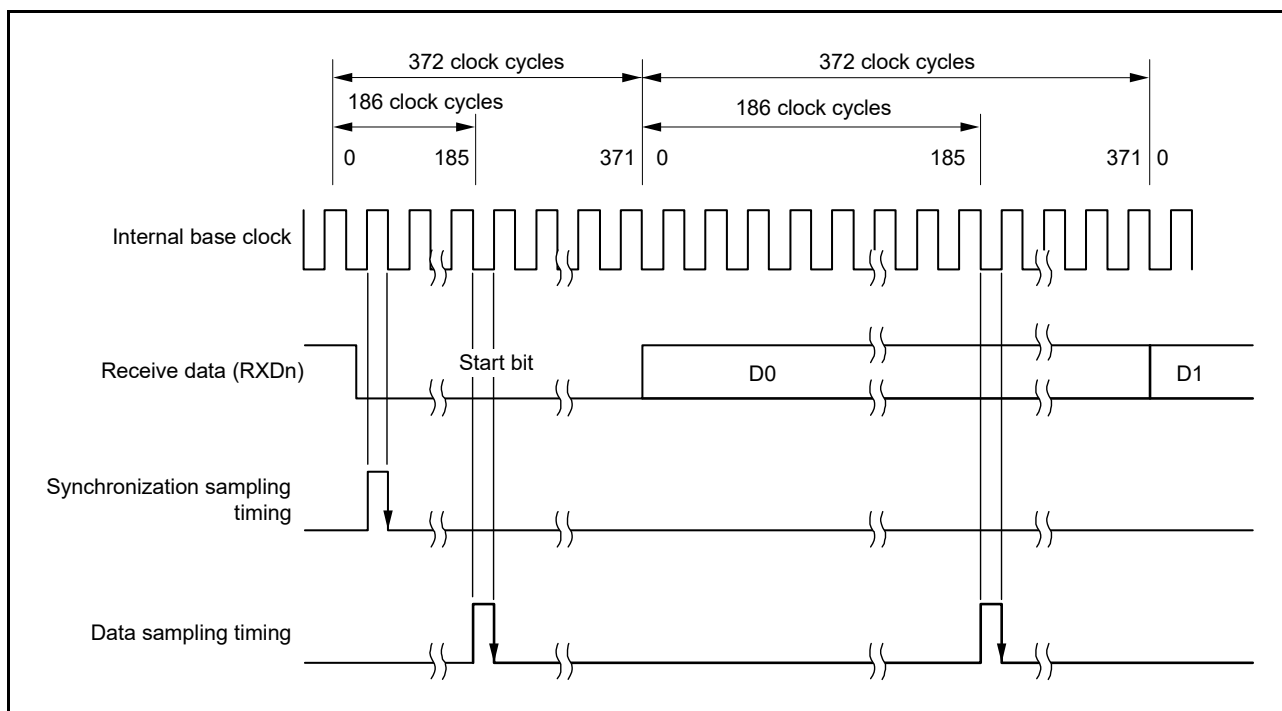 372 clock cycles
372 clock cycles
186 clock cycles
186 clock cycles
0
185
371
0
185
371
0
Internal base clock
Receive data (RXDn)
Start bit
D0
D1
Synchronization sampling
timing
Data sampling timing